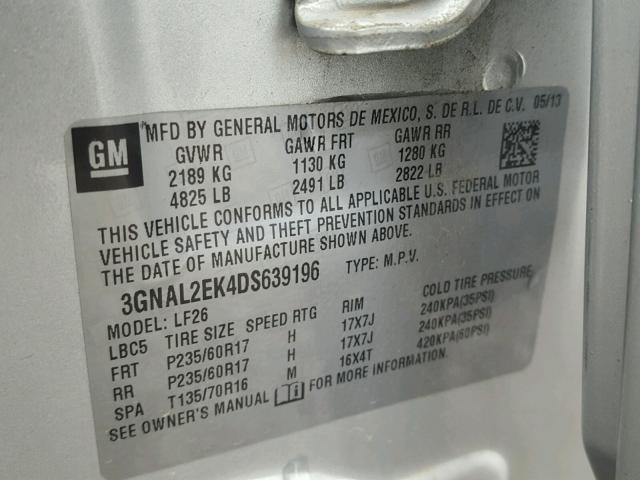 GM
MFD BY GENERAL MOTORS DE MEXICO, S. DE R.L. DE C.V. 05/13
GVWR GAWR FRT GAWR RR
2189 KG 1130 KG 1280 KG
4825 LB 2491 LB 2822 LB
THIS VEHICLE CONFORMS TO ALL APPLICABLE U.S. FEDERAL MOTOR
VEHICLE SAFETY AND THEFT PREVENTION STANDARDS IN EFFECT ON
THE DATE OF MANUFACTURE SHOWN ABOVE.
3GNAL2EK4DS639196 TYPE: M.P.V.
MODEL: LF26
LBC5 TIRE SIZE SPEED RTG RIM COLD TIRE PRESSURE
FRT P235/60R17 H 17X7J 240KPA(35PSI)
RR P235/60R17 H 17X7J 240KPA(35PSI)
SPA T135/70R16 M 16X4T 420KPA(60PSI)
SEE OWNER'S MANUAL FOR MORE INFORMATION.